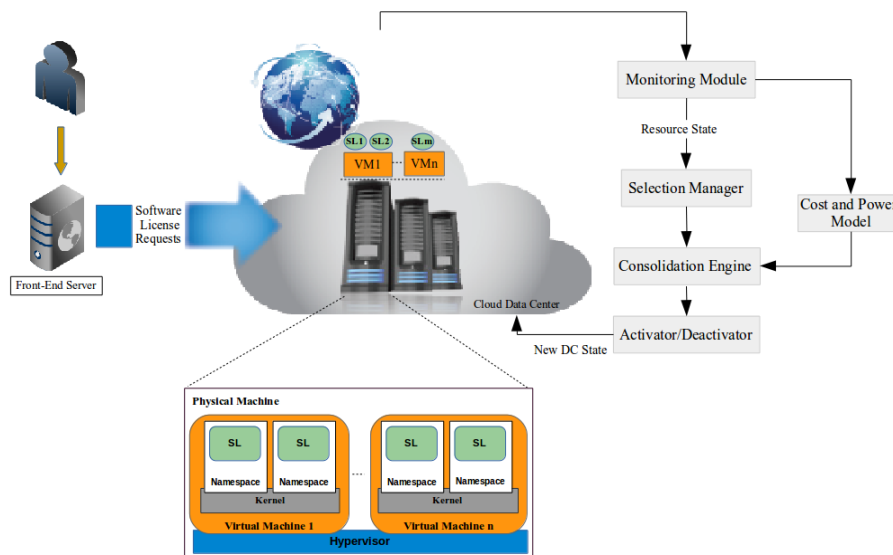 Monitoring Module
Resource State
SL1
SL2
SLm
VM1
VMn
Selection Manager
Software
License
Requests
Cost and Power
Model
Consolidation Engine
Front-End Server
Cloud Data Center
Activator/Deactivator
New DC State
Physical Machine
SL
SL
SL
SL
Namespace
Namespace
Namespace
Namespace
Kernel
Kernel
Virtual Machine 1
Virtual Machine n
Hypervisor